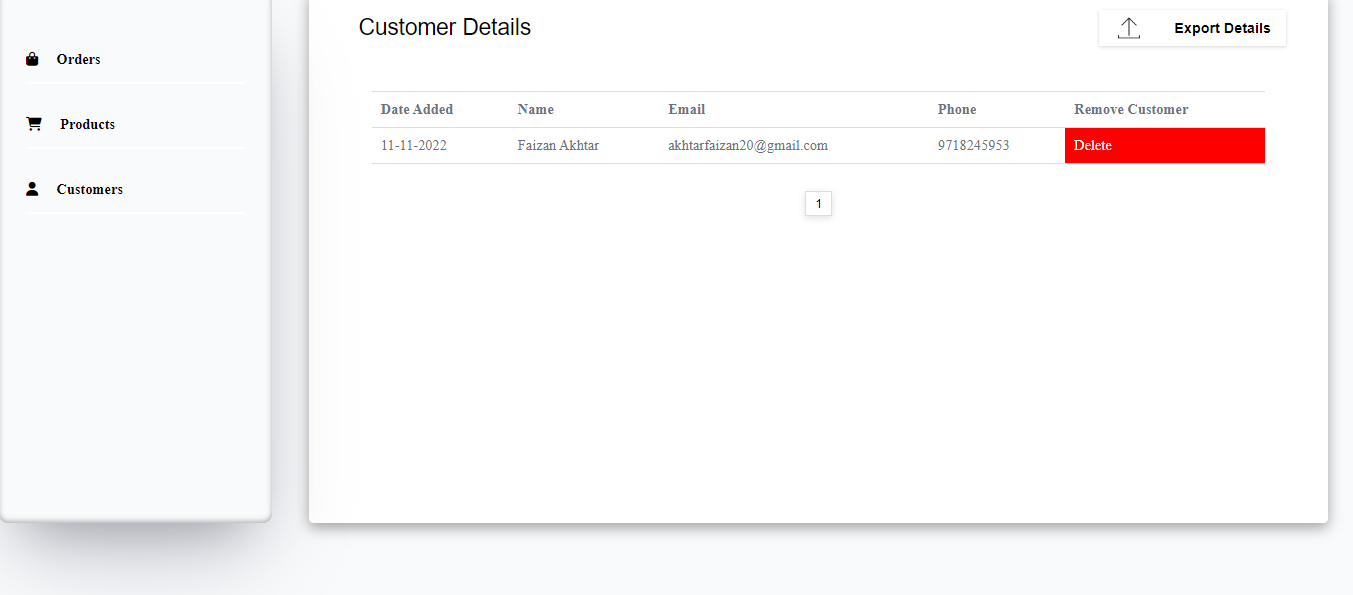 Customer Details
Export Details
Orders
Products
Customers
Date Added Name Email Phone Remove Customer
11-11-2022 Faizan Akhtar akhtarfaizan20@gmail.com 9718245953 Delete
1